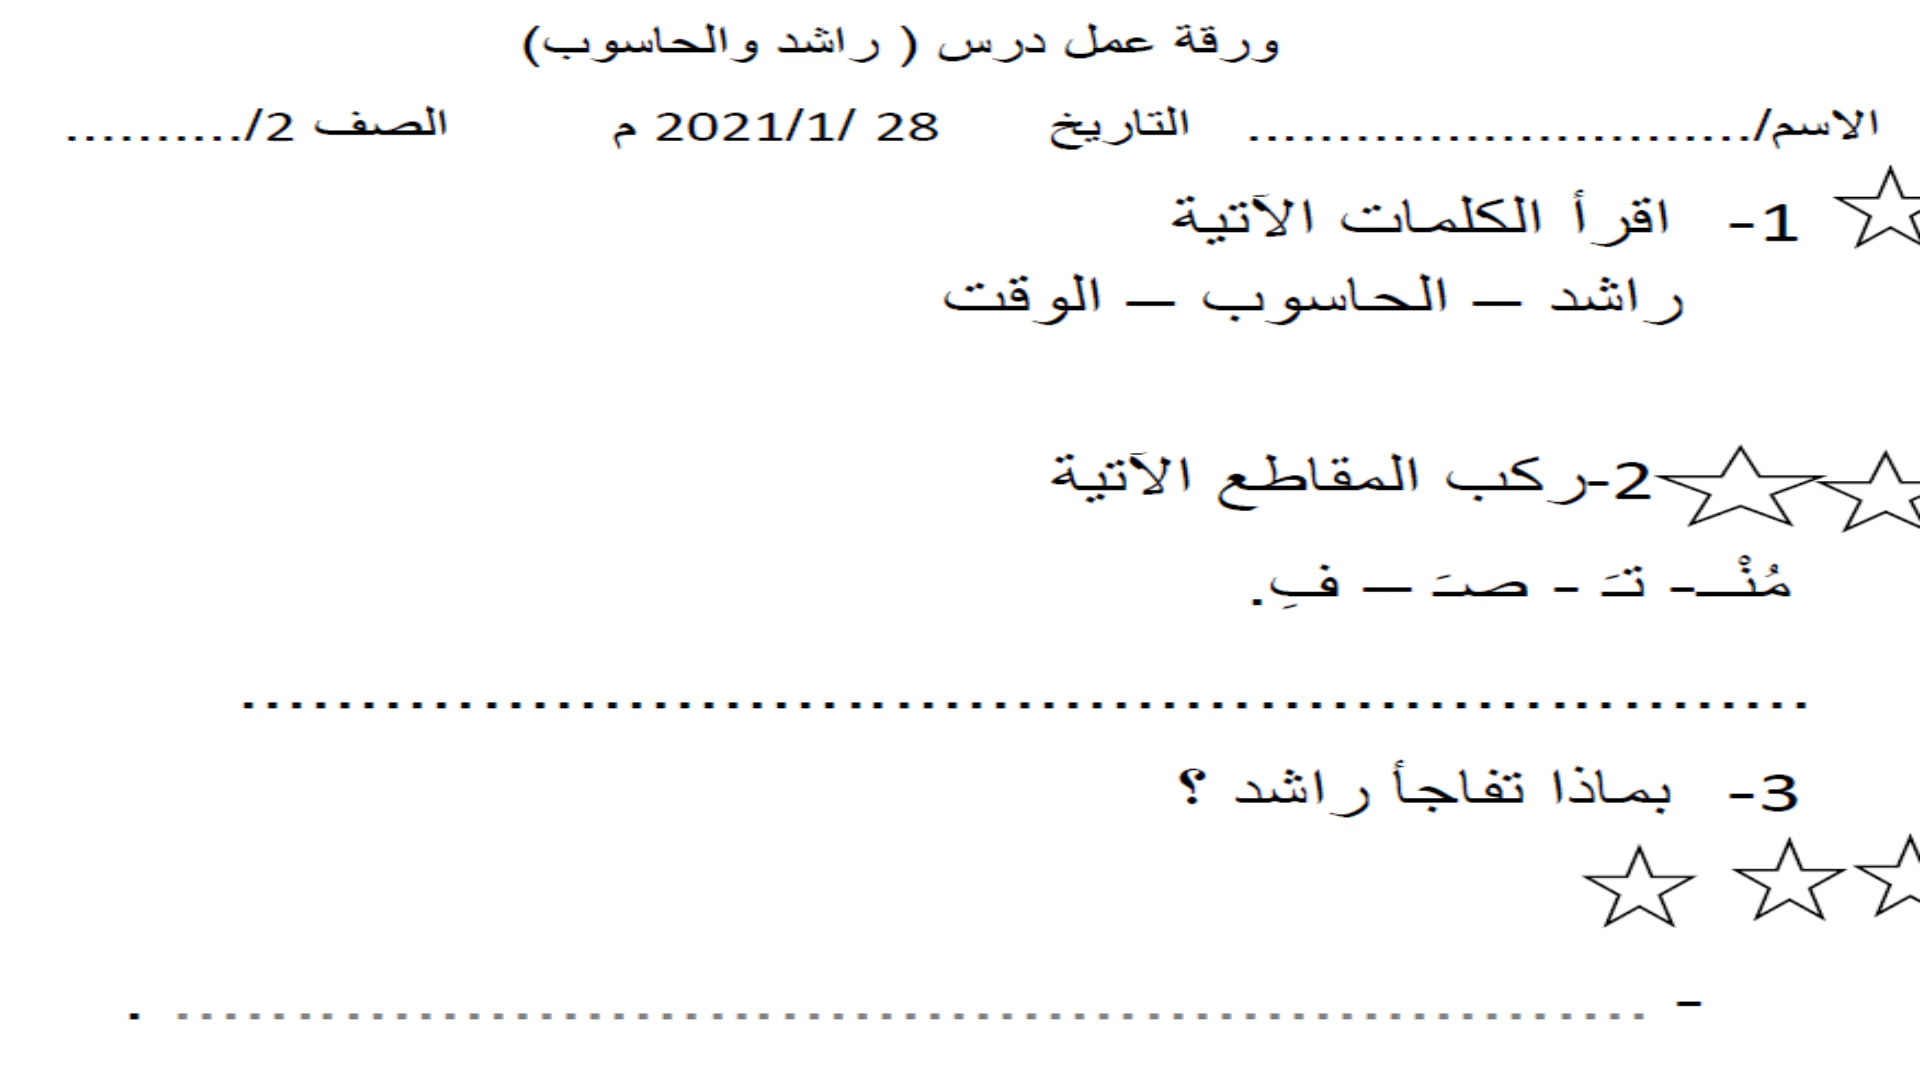 ورقة عمل درس ( راشد والحاسوب)
الاسم/........................... التاريخ 28 /2021/1 م الصف 2/..........
1- اقرأ الكلمات الآتية
راشد – الحاسوب – الوقت
2-ركب المقاطع الآتية
مُنْـ- تـَ - صـَ – فِ.
.................................................................
3- بماذا تفاجأ راشد ؟
- ............................................................. .